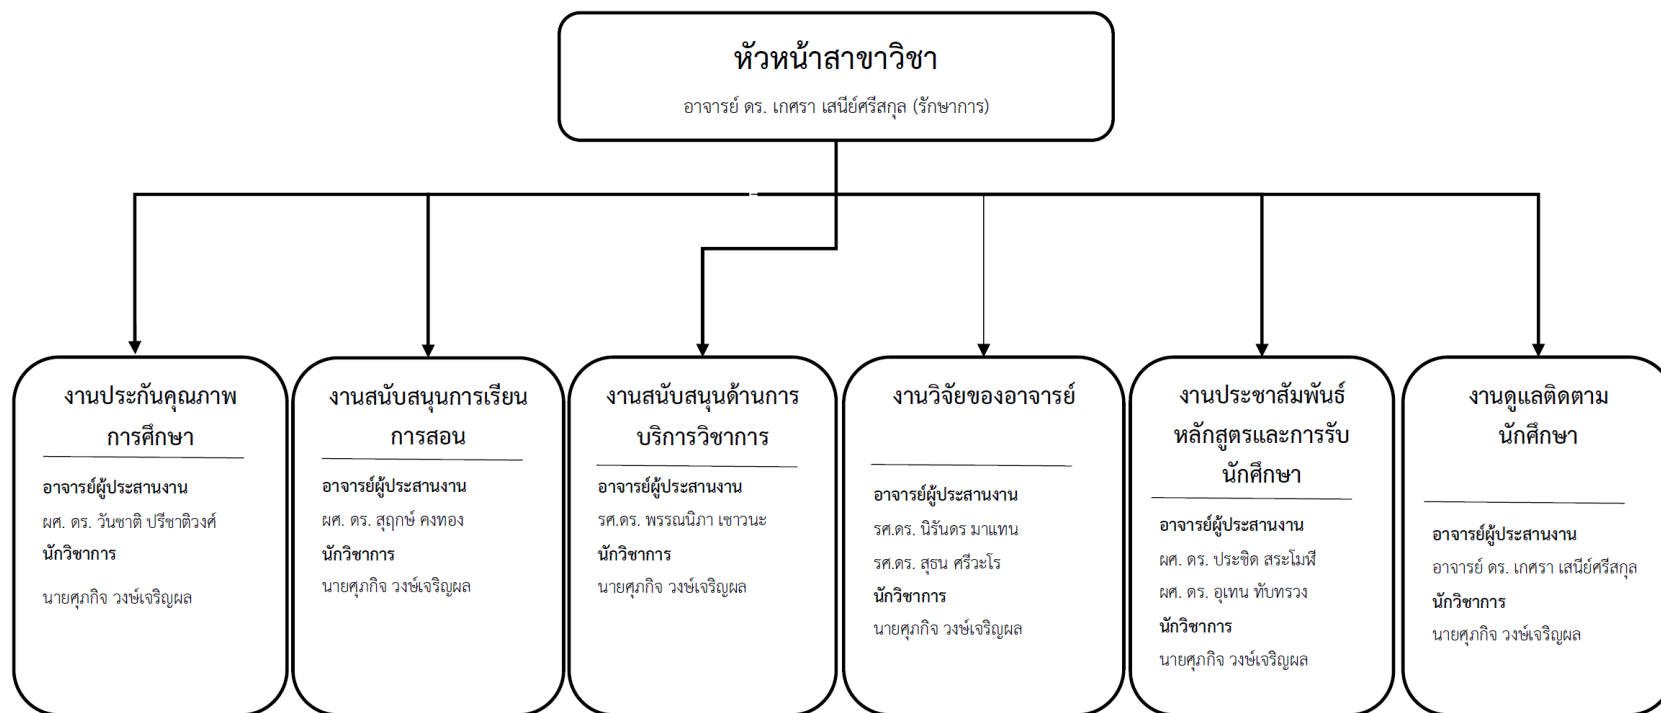 หัวหน้าสาขาวิชา
อาจารย์ ดร. เกศรา เสนีย์ศรีสกุล (รักษาการ)
งานประกันคุณภาพ
การศึกษา
อาจารย์ผู้ประสานงาน
ผศ. ดร. วันชาติ ปรีชาติวงศ์
นักวิชาการ
นายศุภกิจ วงษ์เจริญผล
งานสนับสนุนการเรียน
การสอน
อาจารย์ผู้ประสานงาน
ผศ. ดร. สุฤกษ์ คงทอง
นักวิชาการ
นายศุภกิจ วงษ์เจริญผล
งานสนับสนุนด้านการ
บริการวิชาการ
อาจารย์ผู้ประสานงาน
รศ.ดร. พรรณนิภา เชาวนะ
นักวิชาการ
นายศุภกิจ วงษ์เจริญผล
งานวิจัยของอาจารย์
อาจารย์ผู้ประสานงาน
รศ.ดร. นิรันดร มาแทน
รศ.ดร. สุธน ศรีวะโร
นักวิชาการ
นายศุภกิจ วงษ์เจริญผล
งานประชาสัมพันธ์
หลักสูตรและการรับ
นักศึกษา
อาจารย์ผู้ประสานงาน
ผศ. ดร. ประชิด สระโมฬี
ผศ. ดร. อุเทน ทับทรวง
นักวิชาการ
นายศุภกิจ วงษ์เจริญผล
งานดูแลติดตาม
นักศึกษา
อาจารย์ผู้ประสานงาน
อาจารย์ ดร. เกศรา เสนีย์ศรีสกุล
นักวิชาการ
นายศุภกิจ วงษ์เจริญผล